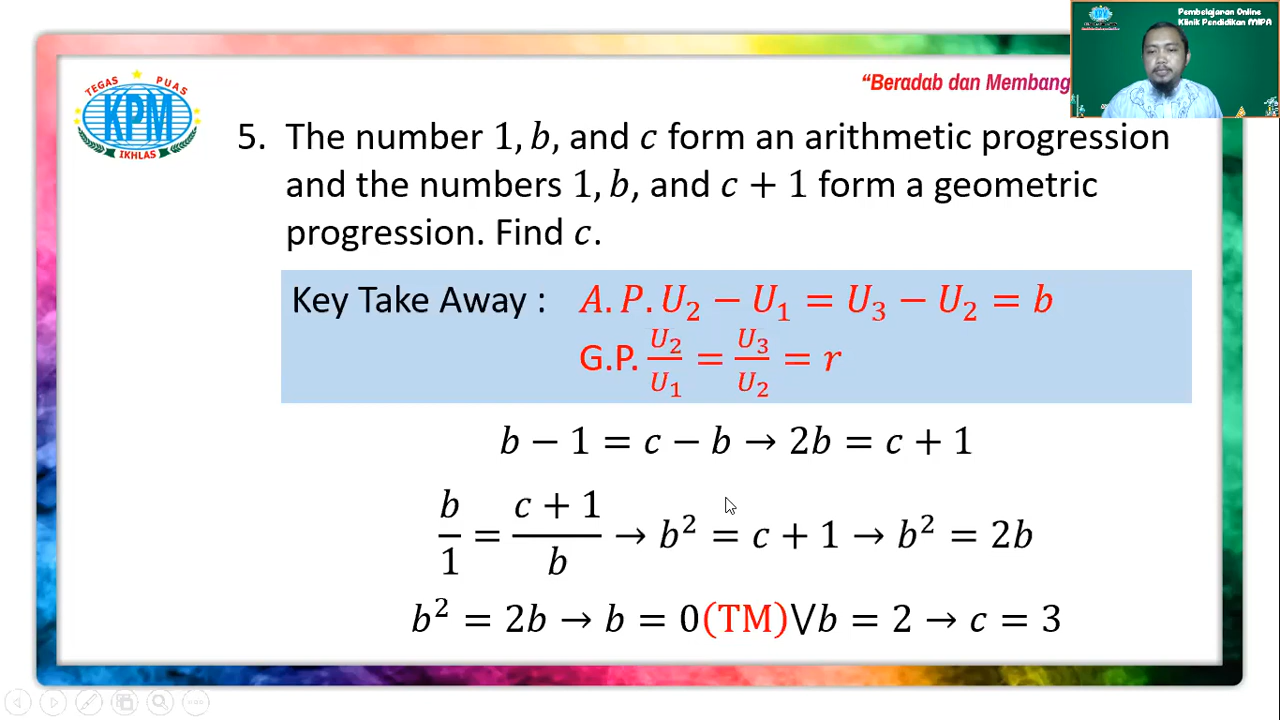 Pembelajaran Online
Klinik Pendidikan MIPA
"Beradab dan Membang
TEGAS PUAS
KPM
IKHLAS
5. The number 1, b, and c form an arithmetic progression
and the numbers 1, b, and c + 1 form a geometric
progression. Find c.
Key Take Away : A. P. U₂ − U₁ = U₃ − U₂ = b
G.P. U₂/U₁ = U₃/U₂ = r
b − 1 = c − b → 2b = c + 1
b/1 = (c + 1)/b → b² = c + 1 → b² = 2b
b² = 2b → b = 0(TM)⋁b = 2 → c = 3